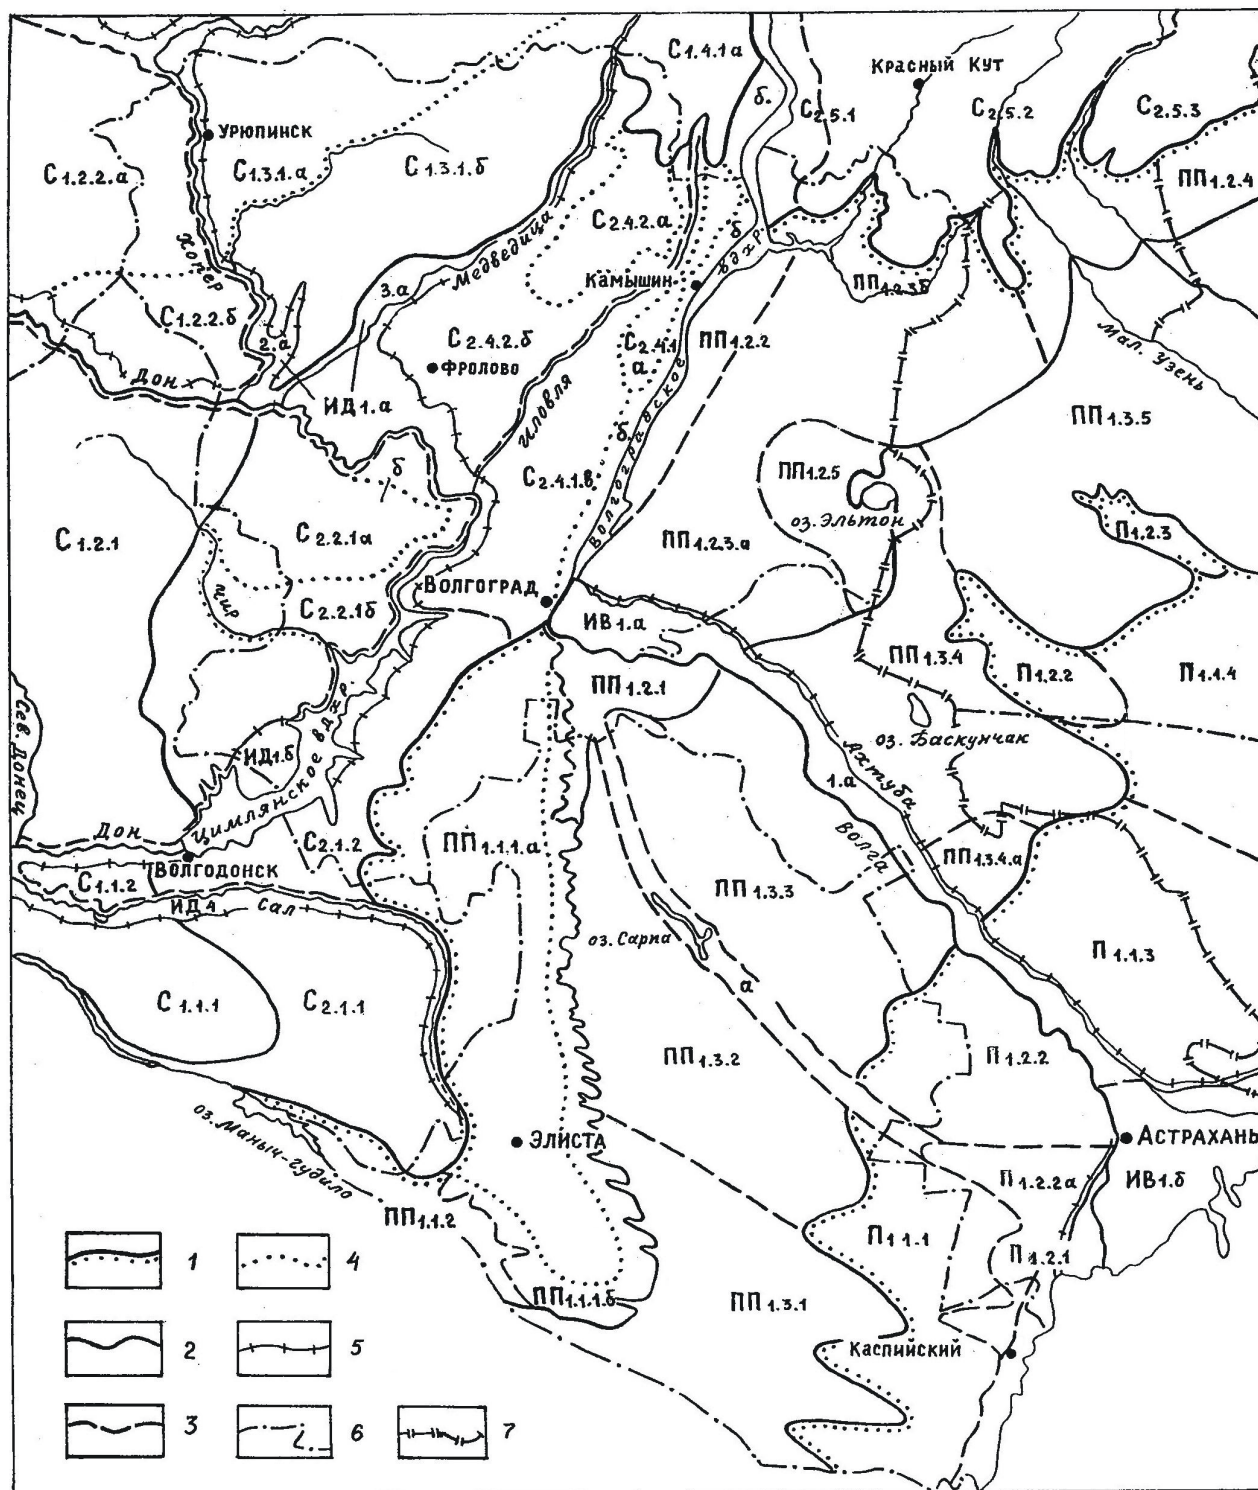 С1.4.1а
Красный Кут
б.
С2.5.1
С2.5.2
С2.5.3
Урюпинск
С1.2.2.а
С1.3.1.а
С1.3.1.б
ПП1.2.4
С2.4.2.а
б
Хопер
Медведица
вдхр.
Камышин
ПП1.2.3б
3.а
С1.2.2.б
2.а
С2.4.2.б
С2.4.1
а
ПП1.2.2
Мал. Узень
Дон
Фролово
ИД1.а
Иловля
ПП1.3.5
б.
б
С2.4.1.в
Волгоградское
ПП1.2.5
оз. Эльтон
С1.2.1
С2.2.1а
ПП1.2.3.а
П1.2.3
Чир
С2.2.1б
Волгоград
ИВ1.а
ПП1.3.4
П1.2.2
П1.1.4
ПП1.2.1
Сев. Донец
ИД1.б
Цимлянское вдхр.
оз. Баскунчак
1.а
Ахтуба
Дон
Волга
Волгодонск
С2.1.2
ПП1.1.1.а
ПП1.3.4.а
С1.1.2
ИД4
Сал
ПП1.3.3
оз. Сарпа
П1.1.3
С1.1.1
С2.1.1
а
ПП1.3.2
П1.2.2
оз. Маныч-гудило
Элиста
Астрахань
П1.2.2а
ИВ1.б
ПП1.1.2
П1.1.1
П1.2.1
ПП1.1.1б
ПП1.3.1
Каспийский
1
4
2
5
3
6
7